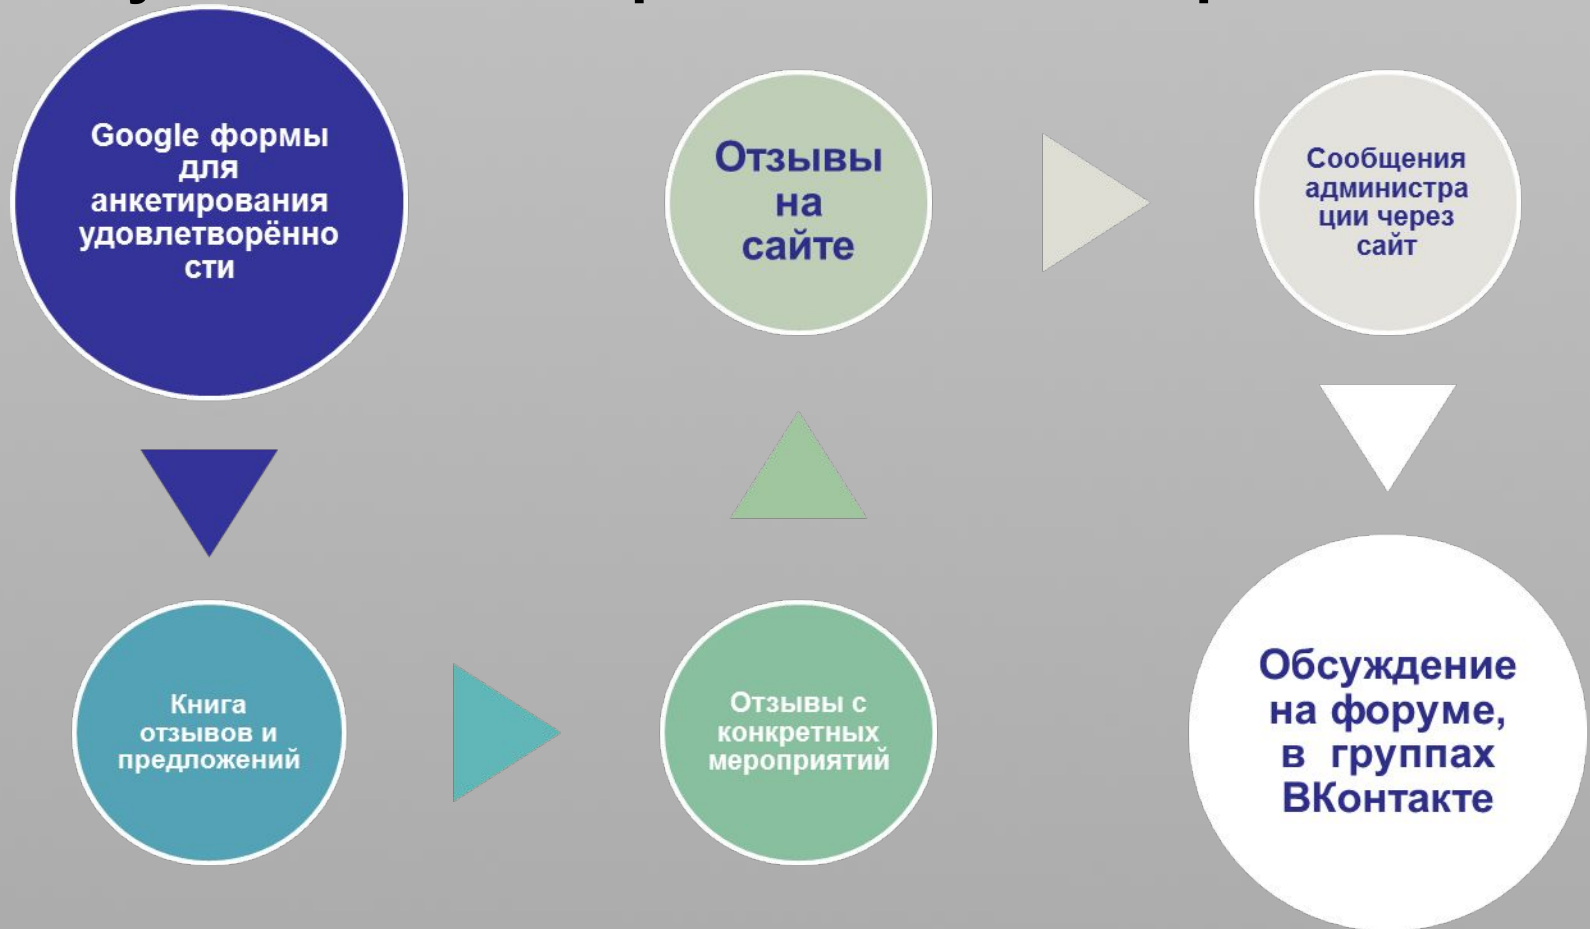 Google формы
для
анкетирования
удовлетворённо
сти
Книга
отзывов и
предложений
Отзывы с
конкретных
мероприятий
Отзывы
на
сайте
Сообщения
администра
ции через
сайт
Обсуждение
на форуме,
в группах
ВКонтакте